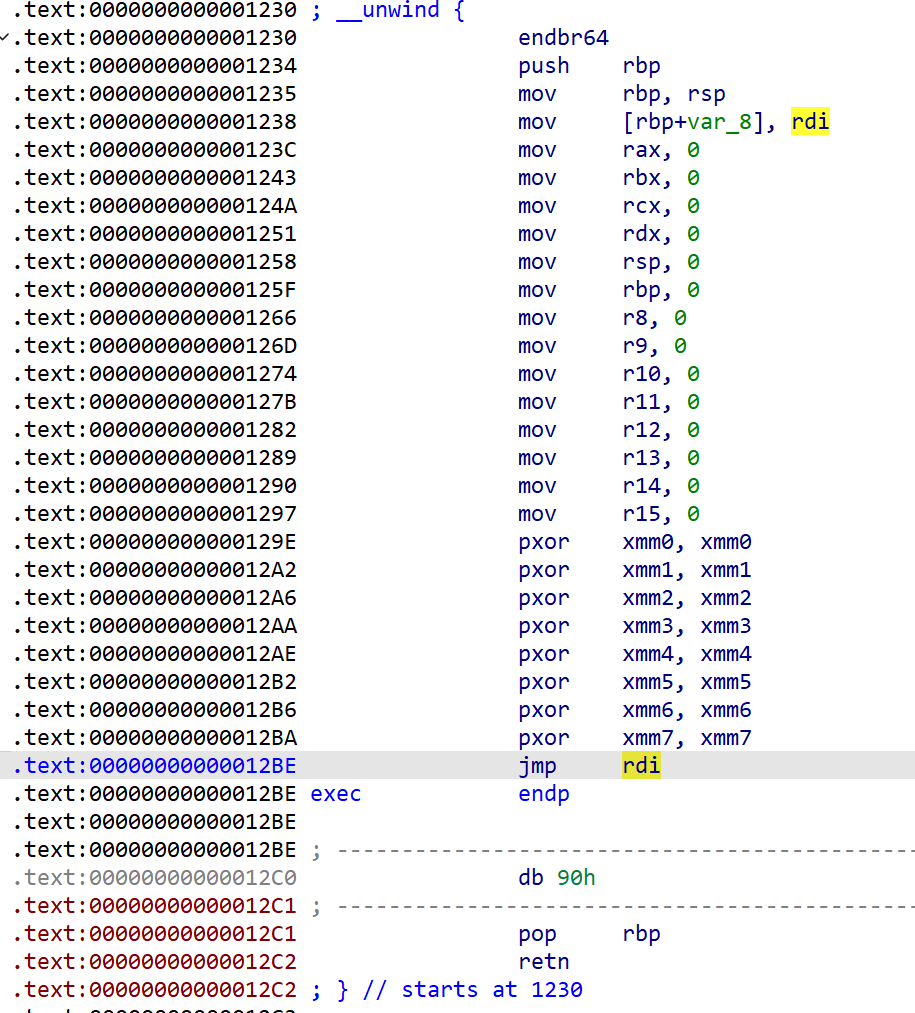 .text:0000000000001230 ; __unwind {
.text:0000000000001230 endbr64
.text:0000000000001234 push rbp
.text:0000000000001235 mov rbp, rsp
.text:0000000000001238 mov [rbp+var_8], rdi
.text:000000000000123C mov rax, 0
.text:0000000000001243 mov rbx, 0
.text:000000000000124A mov rcx, 0
.text:0000000000001251 mov rdx, 0
.text:0000000000001258 mov rsp, 0
.text:000000000000125F mov rbp, 0
.text:0000000000001266 mov r8, 0
.text:000000000000126D mov r9, 0
.text:0000000000001274 mov r10, 0
.text:000000000000127B mov r11, 0
.text:0000000000001282 mov r12, 0
.text:0000000000001289 mov r13, 0
.text:0000000000001290 mov r14, 0
.text:0000000000001297 mov r15, 0
.text:000000000000129E pxor xmm0, xmm0
.text:00000000000012A2 pxor xmm1, xmm1
.text:00000000000012A6 pxor xmm2, xmm2
.text:00000000000012AA pxor xmm3, xmm3
.text:00000000000012AE pxor xmm4, xmm4
.text:00000000000012B2 pxor xmm5, xmm5
.text:00000000000012B6 pxor xmm6, xmm6
.text:00000000000012BA pxor xmm7, xmm7
.text:00000000000012BE jmp rdi
.text:00000000000012BE exec endp
.text:00000000000012BE
.text:00000000000012BE ; --------------------------------------------
.text:00000000000012C0 db 90h
.text:00000000000012C1 ; --------------------------------------------
.text:00000000000012C1 pop rbp
.text:00000000000012C2 retn
.text:00000000000012C2 ; } // starts at 1230